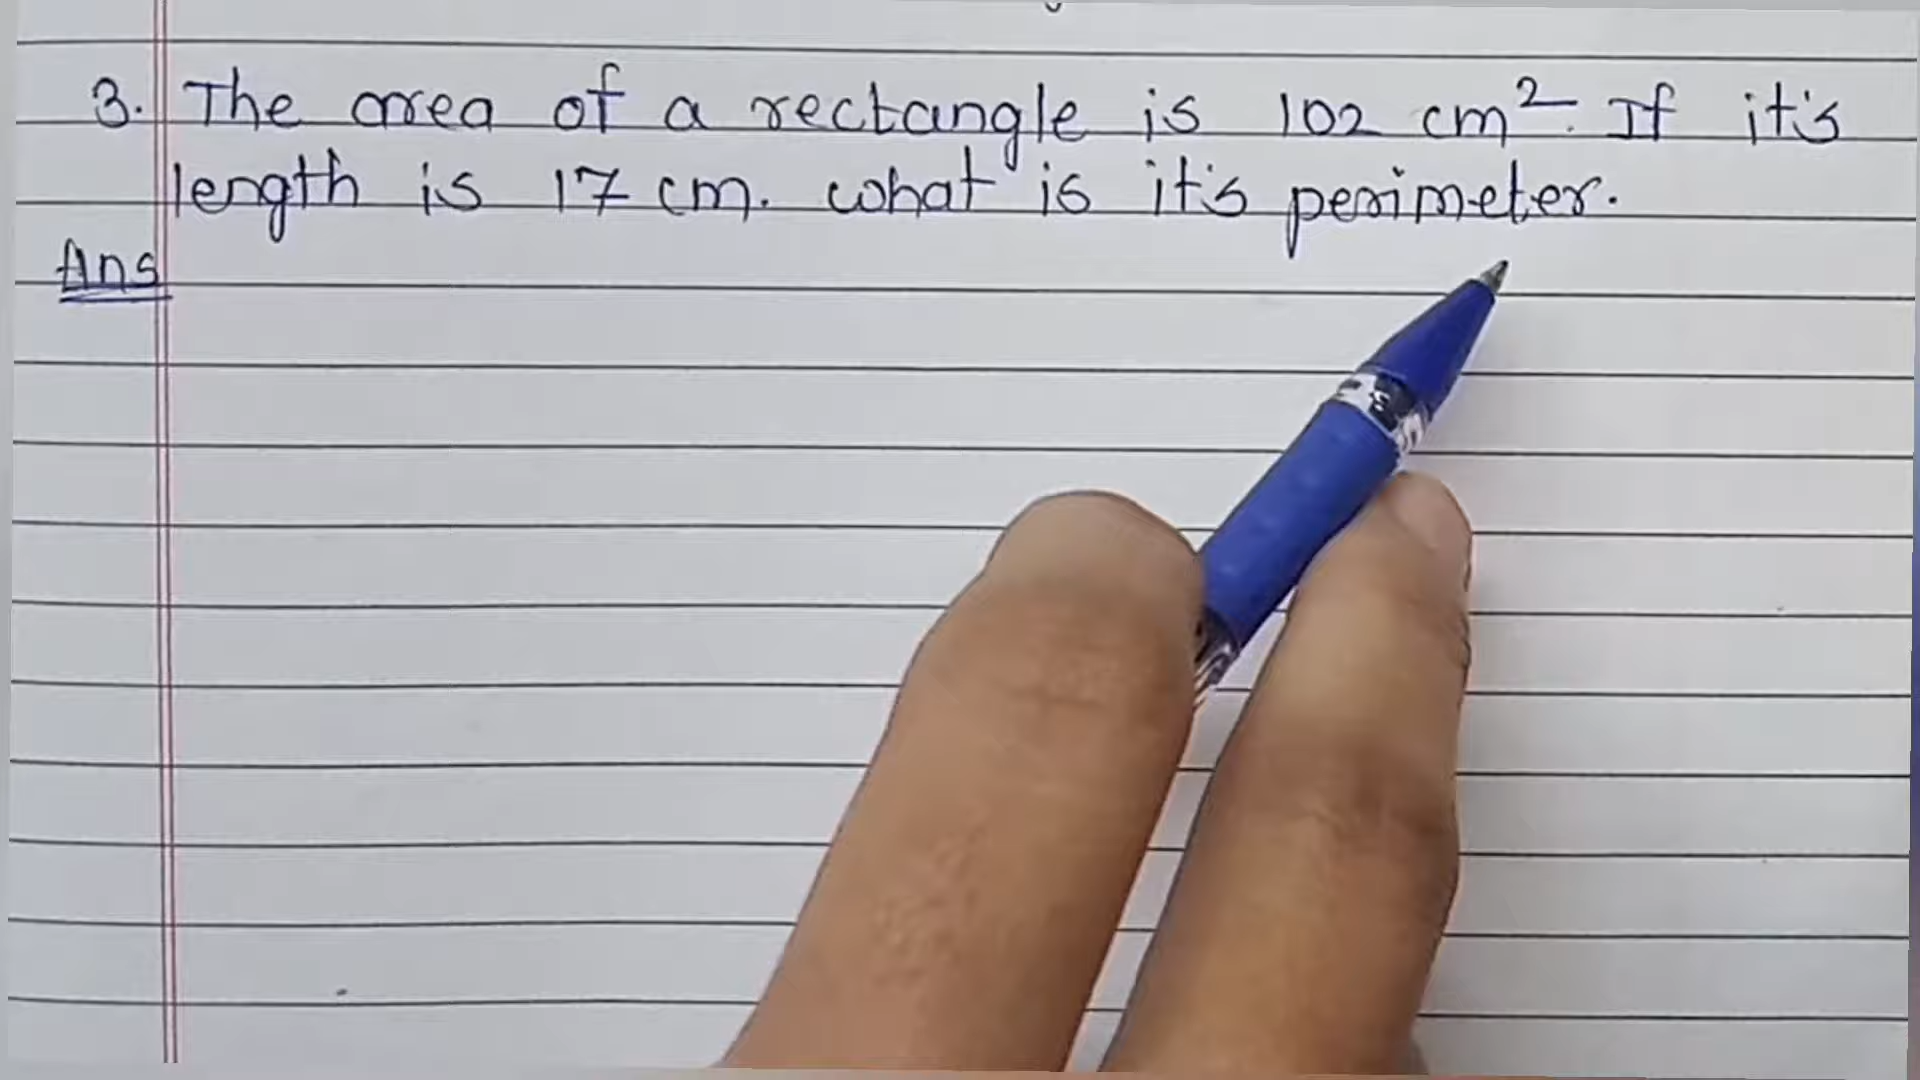 3. The area of a rectangle is 102 cm². If it's
length is 17 cm. what is it's perimeter.
Ans